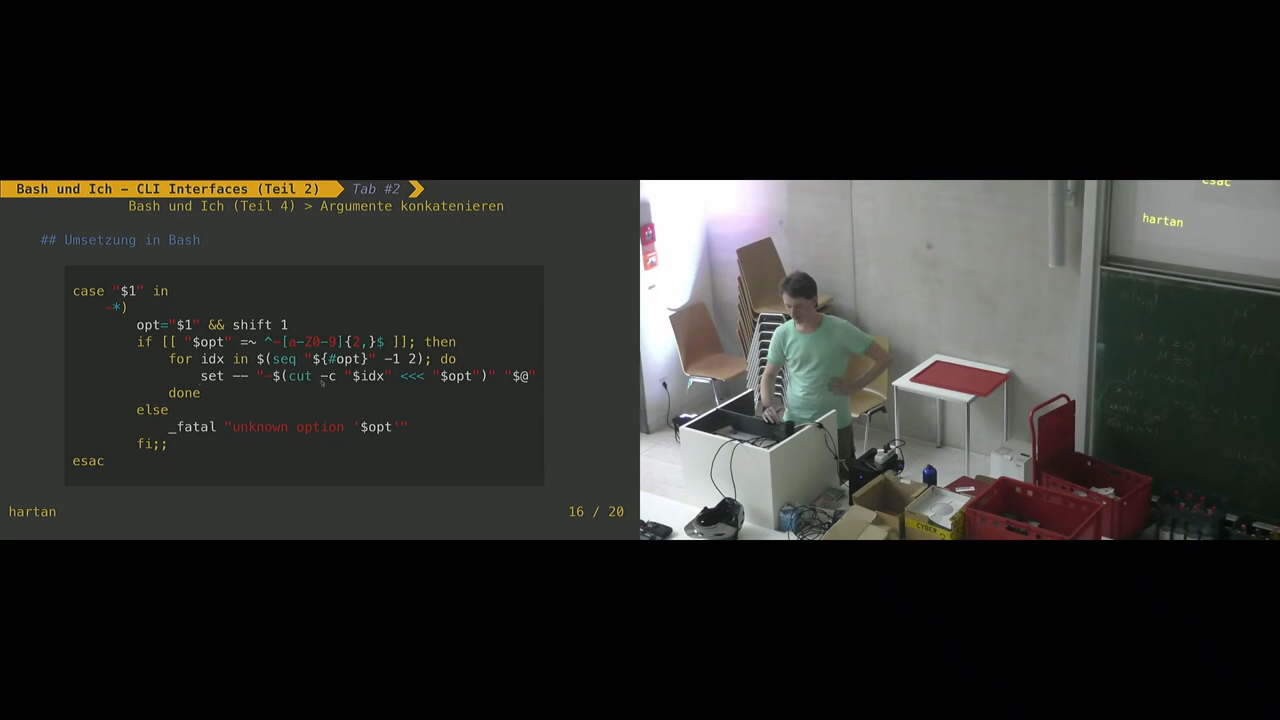 Bash und Ich - CLI Interfaces (Teil 2) Tab #2
Bash und Ich (Teil 4) > Argumente konkatenieren
## Umsetzung in Bash
case "$1" in
-*)
opt="$1" && shift 1
if [[ "$opt" =~ ^-[a-Z0-9]{2,}$ ]]; then
for idx in $(seq "${#opt}" -1 2); do
set -- "-$(cut -c "$idx" <<< "$opt")" "$@"
done
else
_fatal "unknown option '$opt'"
fi;;
esac
hartan
16 / 20
esac
hartan
CYBER